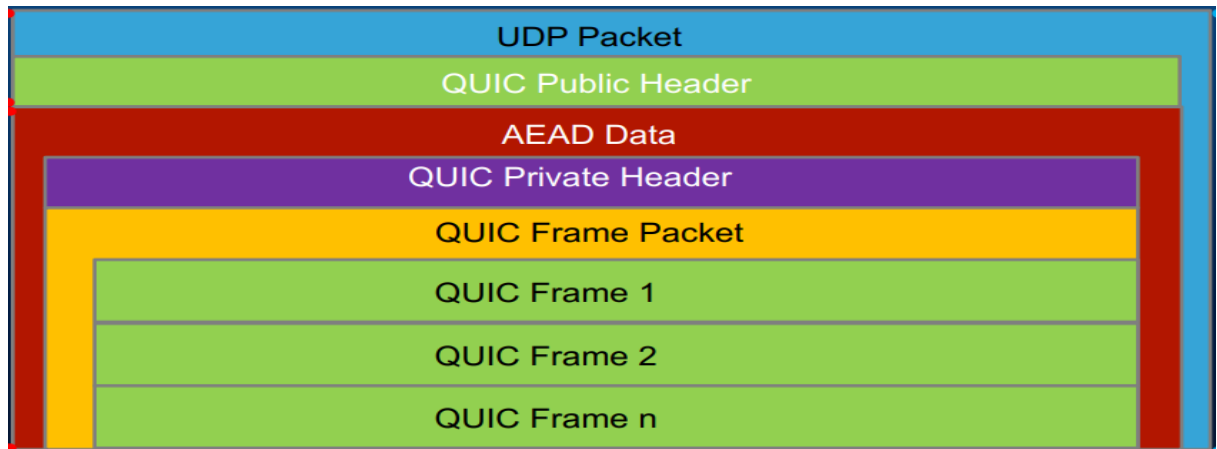 UDP Packet
QUIC Public Header
AEAD Data
QUIC Private Header
QUIC Frame Packet
QUIC Frame 1
QUIC Frame 2
QUIC Frame n